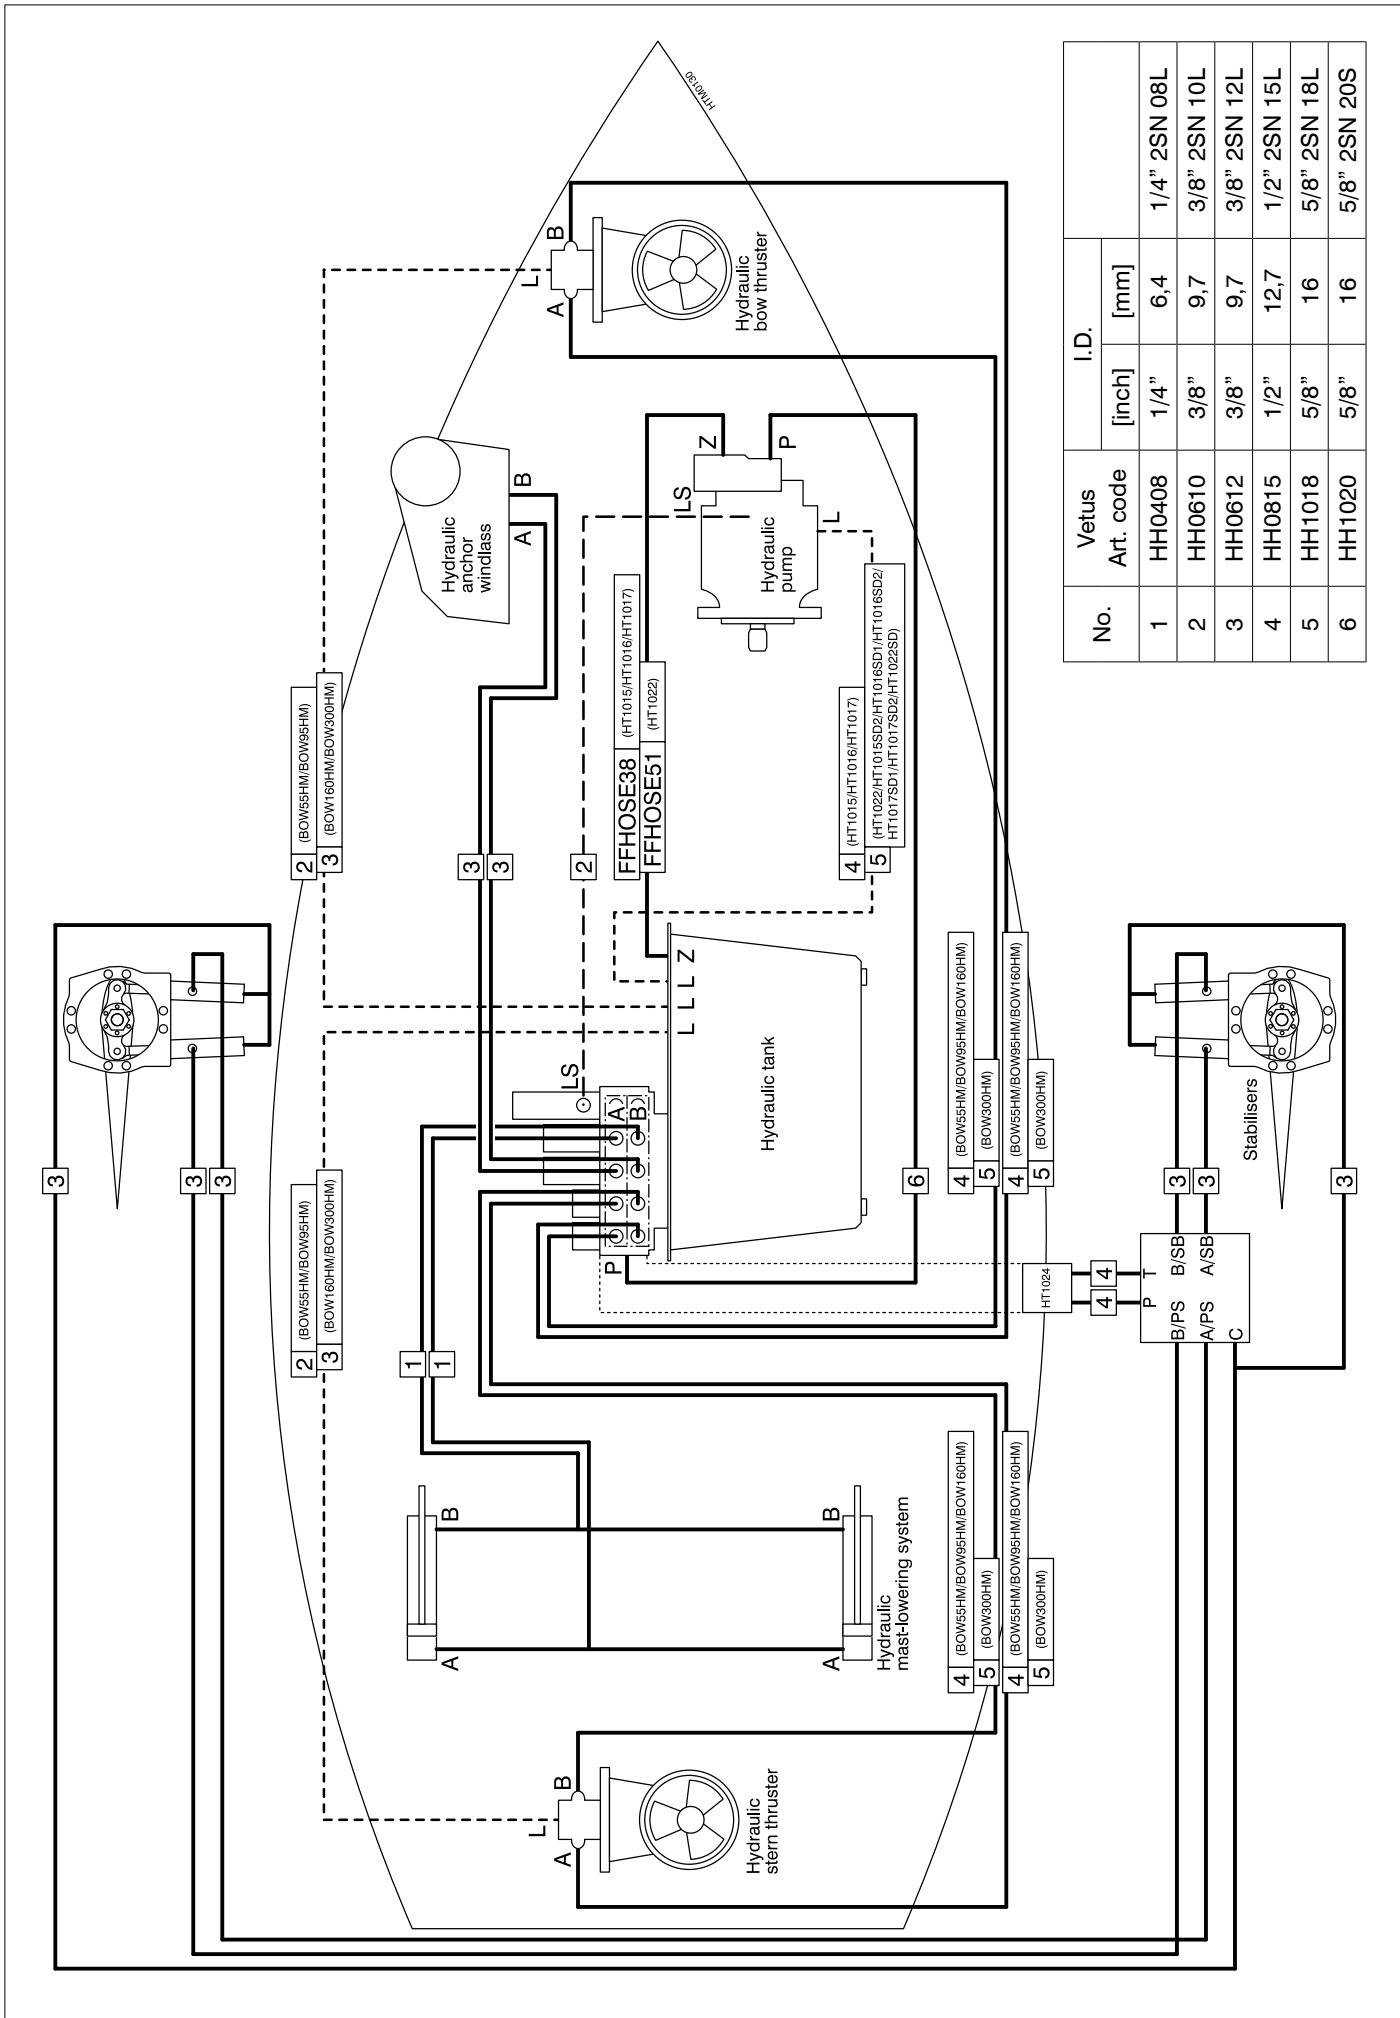 3
3
3
2 (BOW55HM/BOW95HM)
3 (BOW160HM/BOW300HM)
2 (BOW55HM/BOW95HM)
3 (BOW160HM/BOW300HM)
1
1
3
3
2
L
A
B
Hydraulic
stern thruster
A
B
A
B
Hydraulic
mast-lowering system
P
A
B
LS
L
L
L
Z
Hydraulic tank
FFHOSE38 (HT1015/HT1016/HT1017)
FFHOSE51 (HT1022)
Hydraulic
anchor
windlass
A
B
LS
Z
P
L
Hydraulic
pump
L
A
B
Hydraulic
bow thruster
HTM0130
4 (HT1015/HT1016/HT1017)
5 (HT1022/HT1015SD2/HT1016SD1/HT1016SD2/
HT1017SD1/HT1017SD2/HT1022SD)
6
4 (BOW55HM/BOW95HM/BOW160HM)
5 (BOW300HM)
4 (BOW55HM/BOW95HM/BOW160HM)
5 (BOW300HM)
4 (BOW55HM/BOW95HM/BOW160HM)
5 (BOW300HM)
4 (BOW55HM/BOW95HM/BOW160HM)
5 (BOW300HM)
HT1024
4
4
P
T
B/PS
B/SB
A/PS
A/SB
C
3
3
3
Stabilisers
No. Vetus Art. code I.D.
[inch] [mm]
1 HH0408 1/4” 6,4 1/4” 2SN 08L
2 HH0610 3/8” 9,7 3/8” 2SN 10L
3 HH0612 3/8” 9,7 3/8” 2SN 12L
4 HH0815 1/2” 12,7 1/2” 2SN 15L
5 HH1018 5/8” 16 5/8” 2SN 18L
6 HH1020 5/8” 16 5/8” 2SN 20S